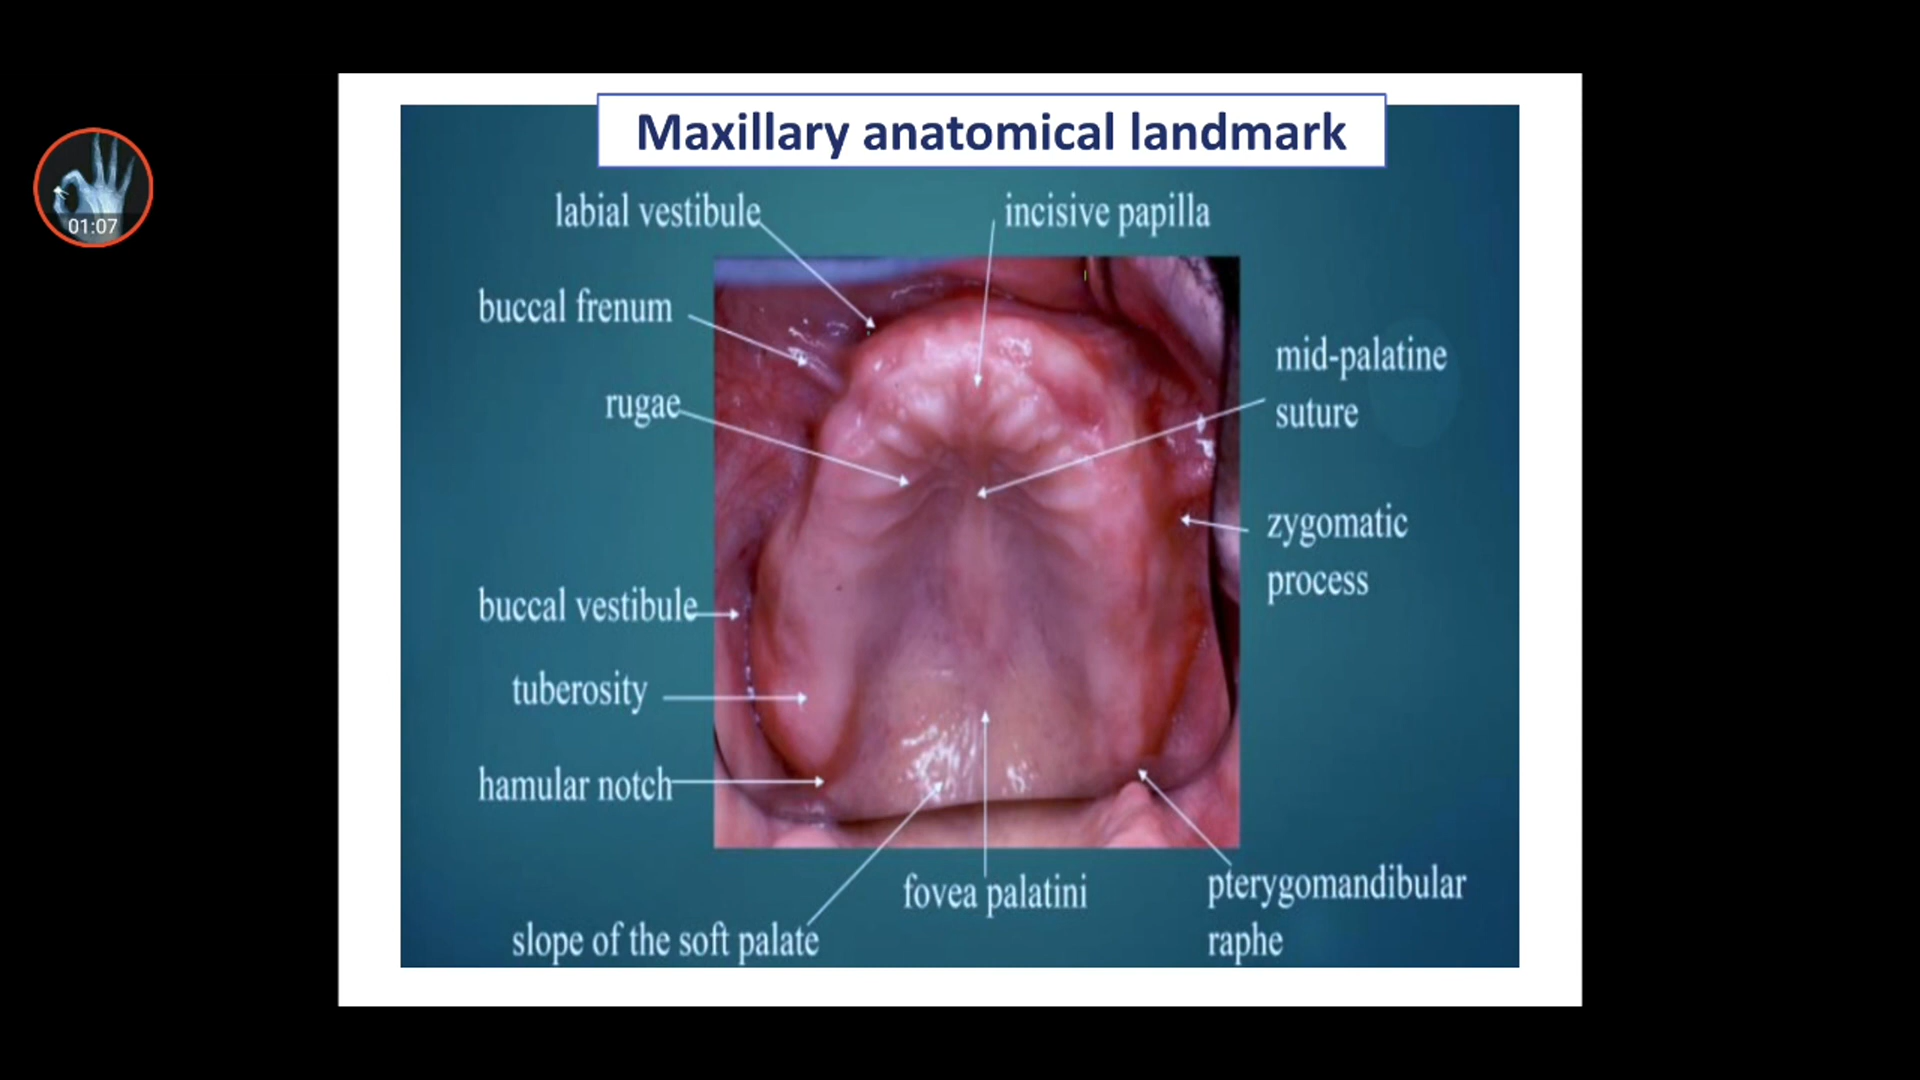 Maxillary anatomical landmark
labial vestibule
incisive papilla
buccal frenum
mid-palatine
suture
rugae
zygomatic
process
buccal vestibule
tuberosity
hamular notch
fovea palatini
pterygomandibular
raphe
slope of the soft palate
01:07